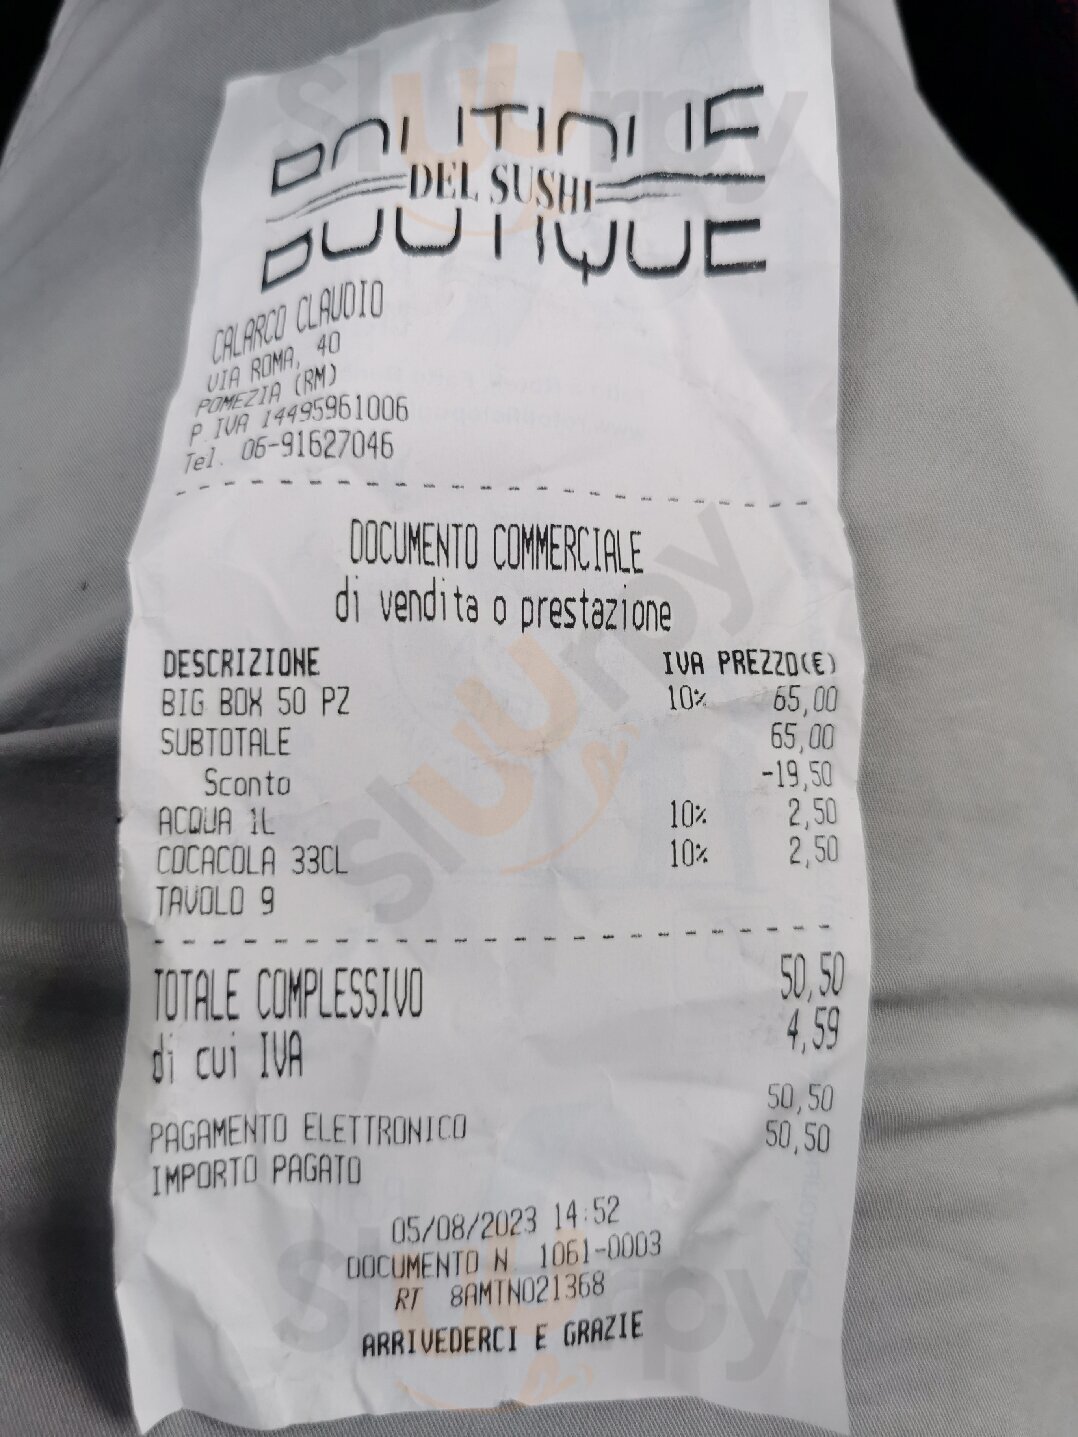 BOUTIQUE
DEL SUSHI
BOUTIQUE
CALARCO CLAUDIO
VIA ROMA, 40
POMEZIA (RM)
P.IVA 14495961006
Tel. 06-91627046
DOCUMENTO COMMERCIALE
di vendita o prestazione
DESCRIZIONE IVA PREZZO(€)
BIG BOX 50 PZ 10% 65,00
SUBTOTALE 65,00
Sconto -19,50
ACQUA 1L 10% 2,50
COCACOLA 33CL 10% 2,50
TAVOLO 9
TOTALE COMPLESSIVO 50,50
di cui IVA 4,59
PAGAMENTO ELETTRONICO 50,50
IMPORTO PAGATO 50,50
05/08/2023 14:52
DOCUMENTO N 1061-0003
RT 8AMTN021368
ARRIVEDERCI E GRAZIE
Sluurpy
Sluurpy
Sluurpy